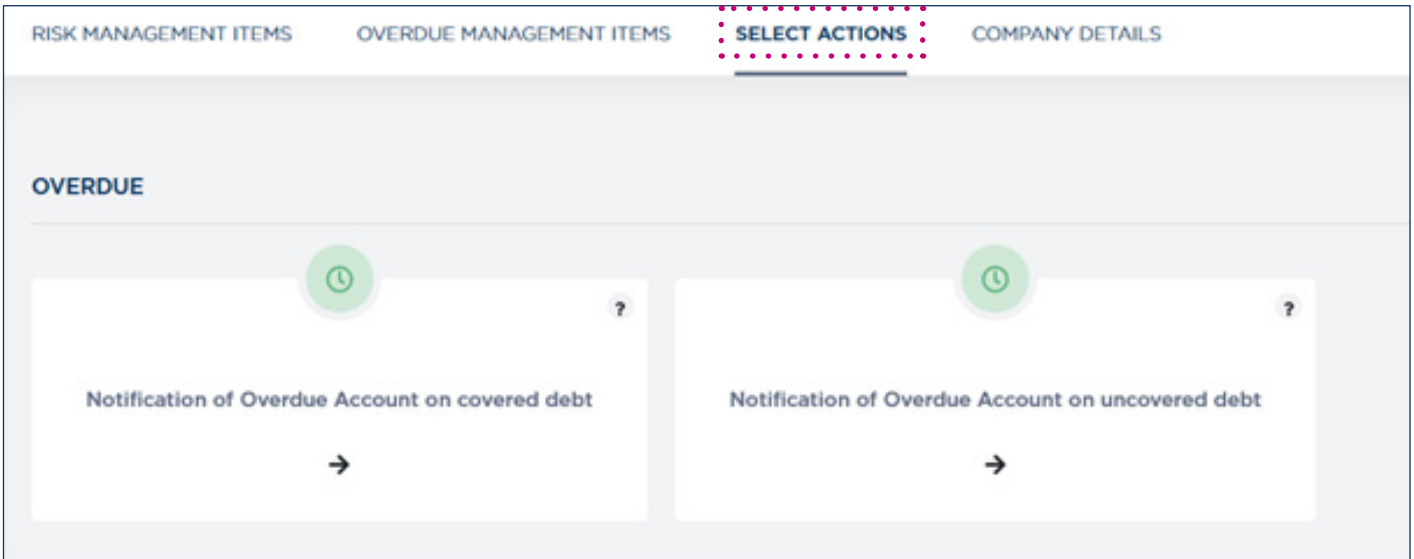 RISK MANAGEMENT ITEMS OVERDUE MANAGEMENT ITEMS SELECT ACTIONS COMPANY DETAILS
OVERDUE
?
?
Notification of Overdue Account on covered debt
Notification of Overdue Account on uncovered debt